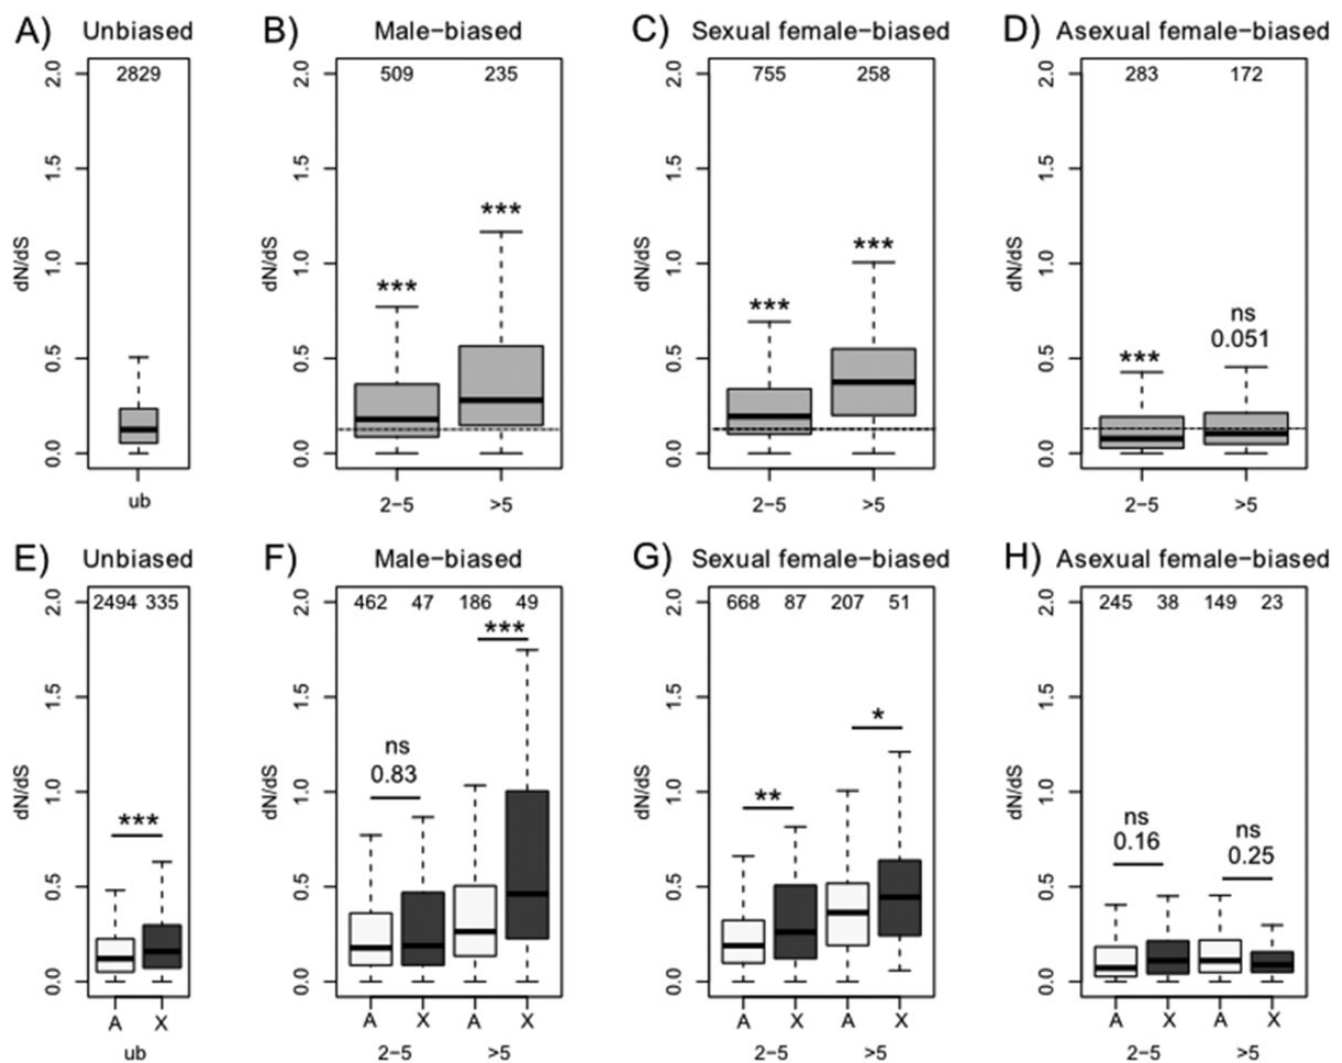 A) Unbiased
B) Male−biased
C) Sexual female−biased
D) Asexual female−biased
2829
509 235
755 258
283 172
2.0
1.5
1.0
0.5
0.0
dN/dS
ub
2.0
1.5
1.0
0.5
0.0
dN/dS
***
***
2−5 >5
2.0
1.5
1.0
0.5
0.0
dN/dS
***
***
2−5 >5
2.0
1.5
1.0
0.5
0.0
dN/dS
***
ns
0.051
2−5 >5
E) Unbiased
F) Male−biased
G) Sexual female−biased
H) Asexual female−biased
2494 335
462 47 186 49
668 87 207 51
245 38 149 23
2.0
1.5
1.0
0.5
0.0
dN/dS
***
A X
ub
2.0
1.5
1.0
0.5
0.0
dN/dS
ns
0.83
***
A X A X
2−5 >5
2.0
1.5
1.0
0.5
0.0
dN/dS
**
*
A X A X
2−5 >5
2.0
1.5
1.0
0.5
0.0
dN/dS
ns
0.16
ns
0.25
A X A X
2−5 >5